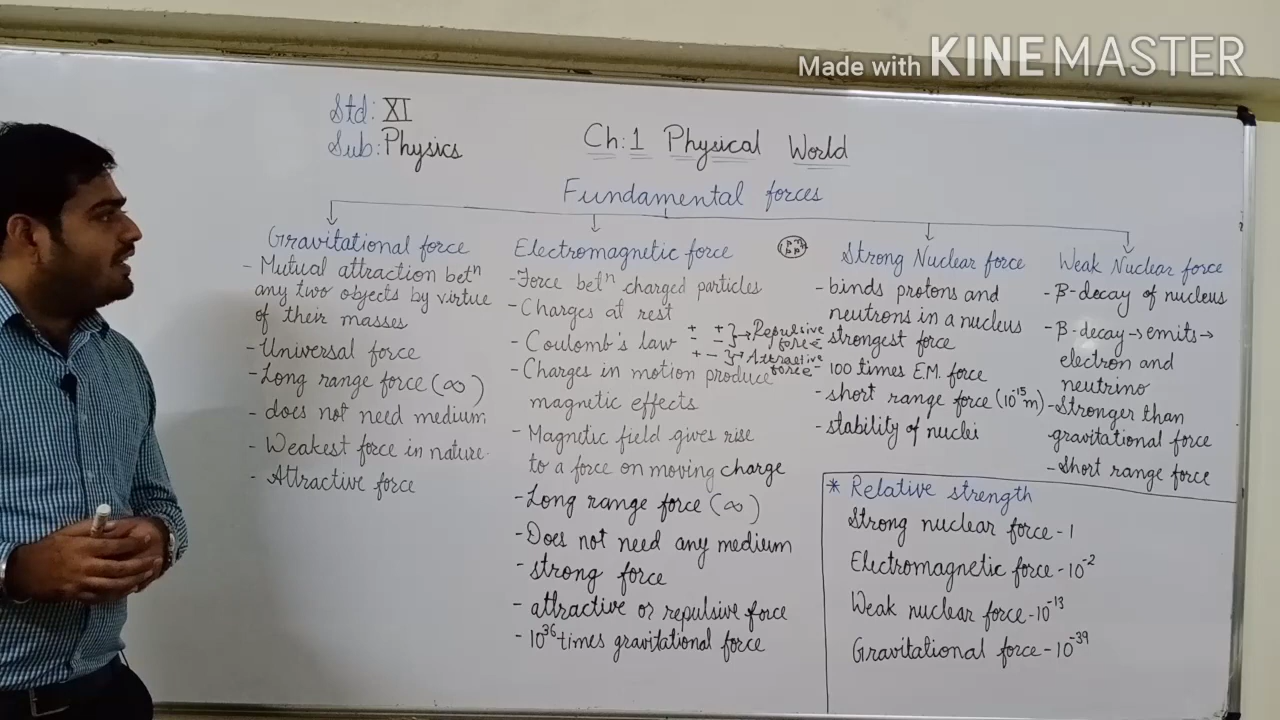 Made with KINEMASTER
Std: XI
Sub: Physics
Ch:1 Physical World
Fundamental forces
Gravitational force
- Mutual attraction betⁿ
any two objects by virtue
of their masses
- Universal force
- Long range force (∞)
- does not need medium
- Weakest force in nature
- Attractive force
Electromagnetic force
- Force betⁿ charged particles
- Charges at rest
- Coulomb's law
+ +
- -
} → Repulsive
force
+ - } → Attractive
force
- Charges in motion produce
magnetic effects
- Magnetic field gives rise
to a force on moving charge
- Long range force (∞)
- Does not need any medium
- strong force
- attractive or repulsive force
- 10³⁶ times gravitational force
Strong Nuclear force
- binds protons and
neutrons in a nucleus
- strongest force
- 100 times E.M. force
- short range force (10⁻¹⁵m)
- stability of nuclei
Weak Nuclear force
- β-decay of nucleus
- β-decay → emits →
electron and
neutrino
- Stronger than
gravitational force
- Short range force
* Relative strength
Strong nuclear force - 1
Electromagnetic force - 10⁻²
Weak nuclear force - 10⁻¹³
Gravitational force - 10⁻³⁹